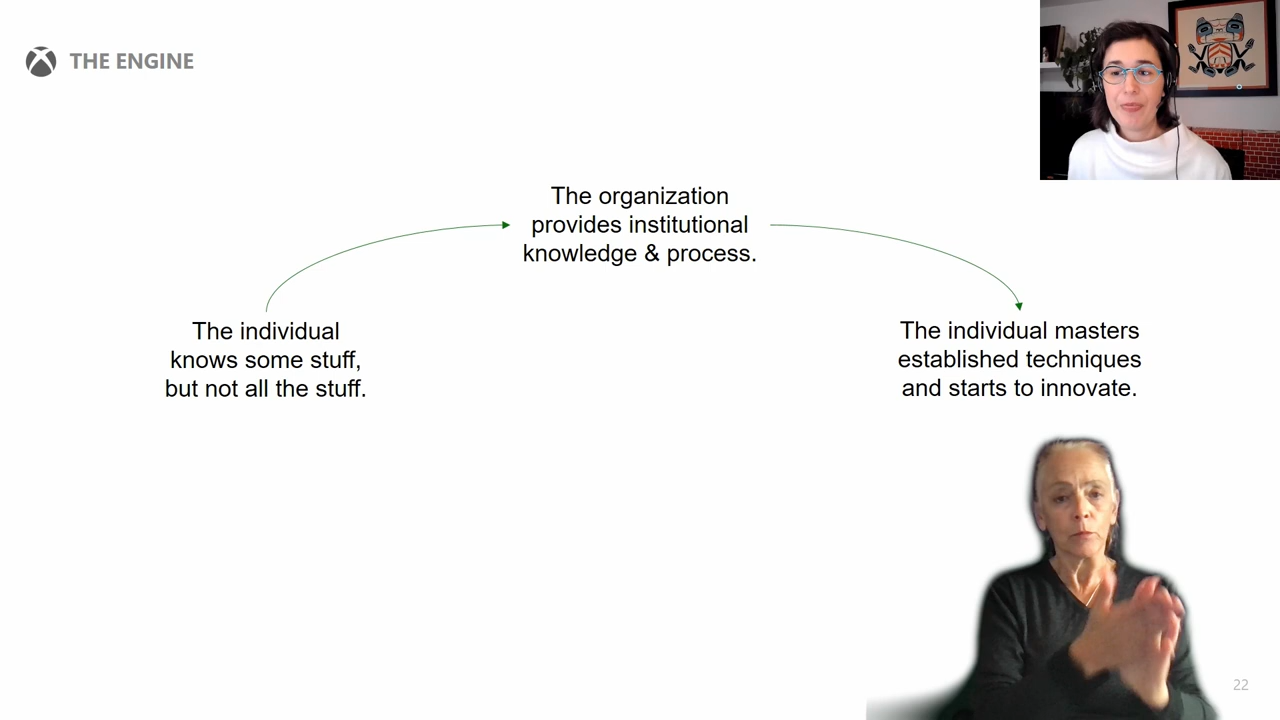 THE ENGINE
The organization
provides institutional
knowledge & process.
The individual
knows some stuff,
but not all the stuff.
The individual masters
established techniques
and starts to innovate.
22